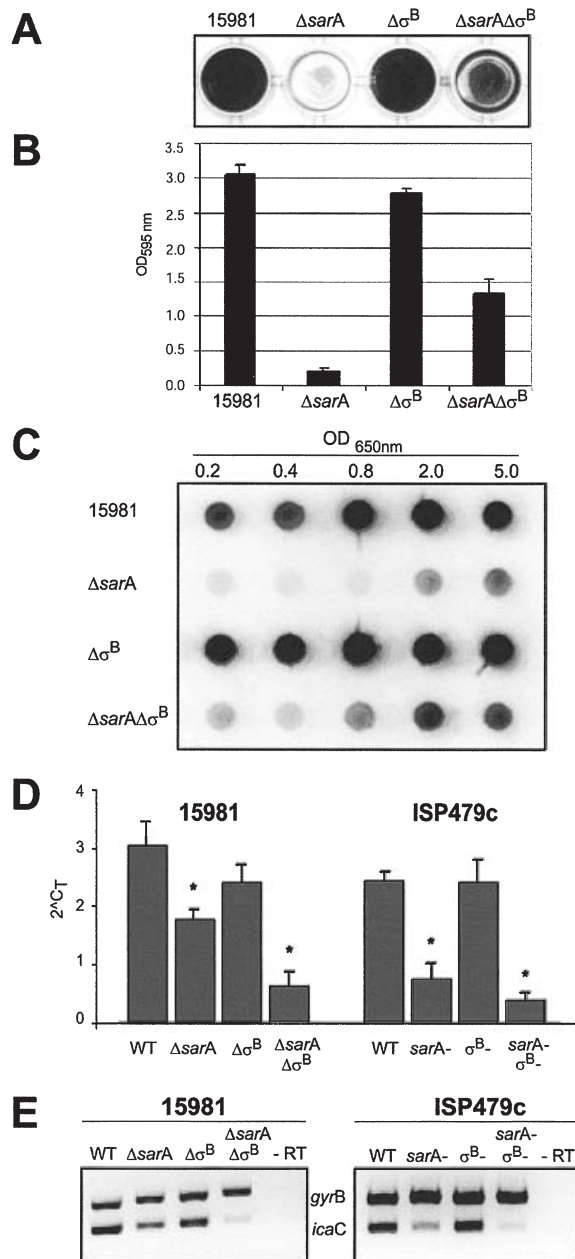 A
15981 ΔsarA Δσᴮ ΔsarAΔσᴮ
B
3.5
3.0
2.5
2.0
1.5
1.0
0.5
0.0
OD595 nm
15981 ΔsarA Δσᴮ ΔsarAΔσᴮ
C
OD 650nm
0.2 0.4 0.8 2.0 5.0
15981
ΔsarA
Δσᴮ
ΔsarAΔσᴮ
D
15981 ISP479c
4
3
2
1
0
2^CT
* * * *
WT ΔsarA Δσᴮ ΔsarA Δσᴮ WT sarA- σᴮ- sarA- σᴮ-
E
15981 ISP479c
WT ΔsarA Δσᴮ ΔsarA Δσᴮ - RT WT sarA- σᴮ- sarA- σᴮ- - RT
gyrB
icaC